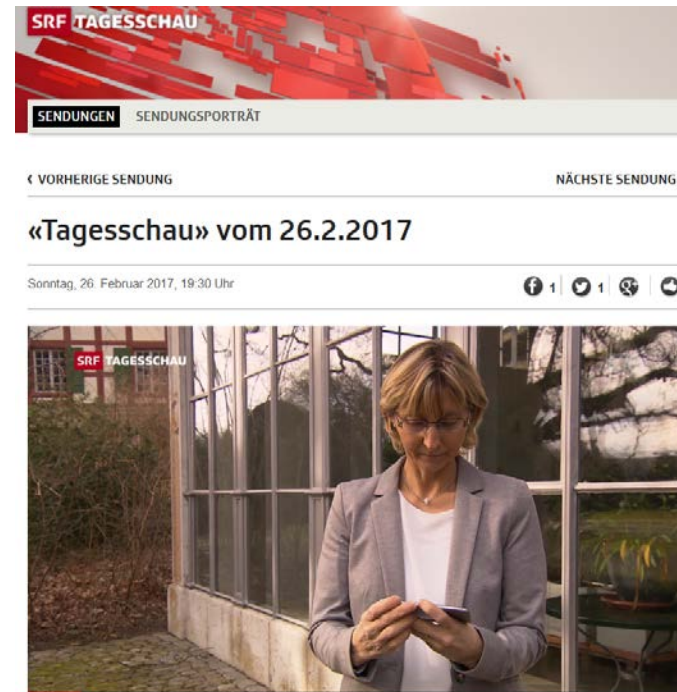 SRF TAGESSCHAU
SENDUNGEN SENDUNGSPORTRÄT
‹ VORHERIGE SENDUNG NÄCHSTE SENDUNG
«Tagesschau» vom 26.2.2017
Sonntag, 26. Februar 2017, 19:30 Uhr
1 1
SRF TAGESSCHAU